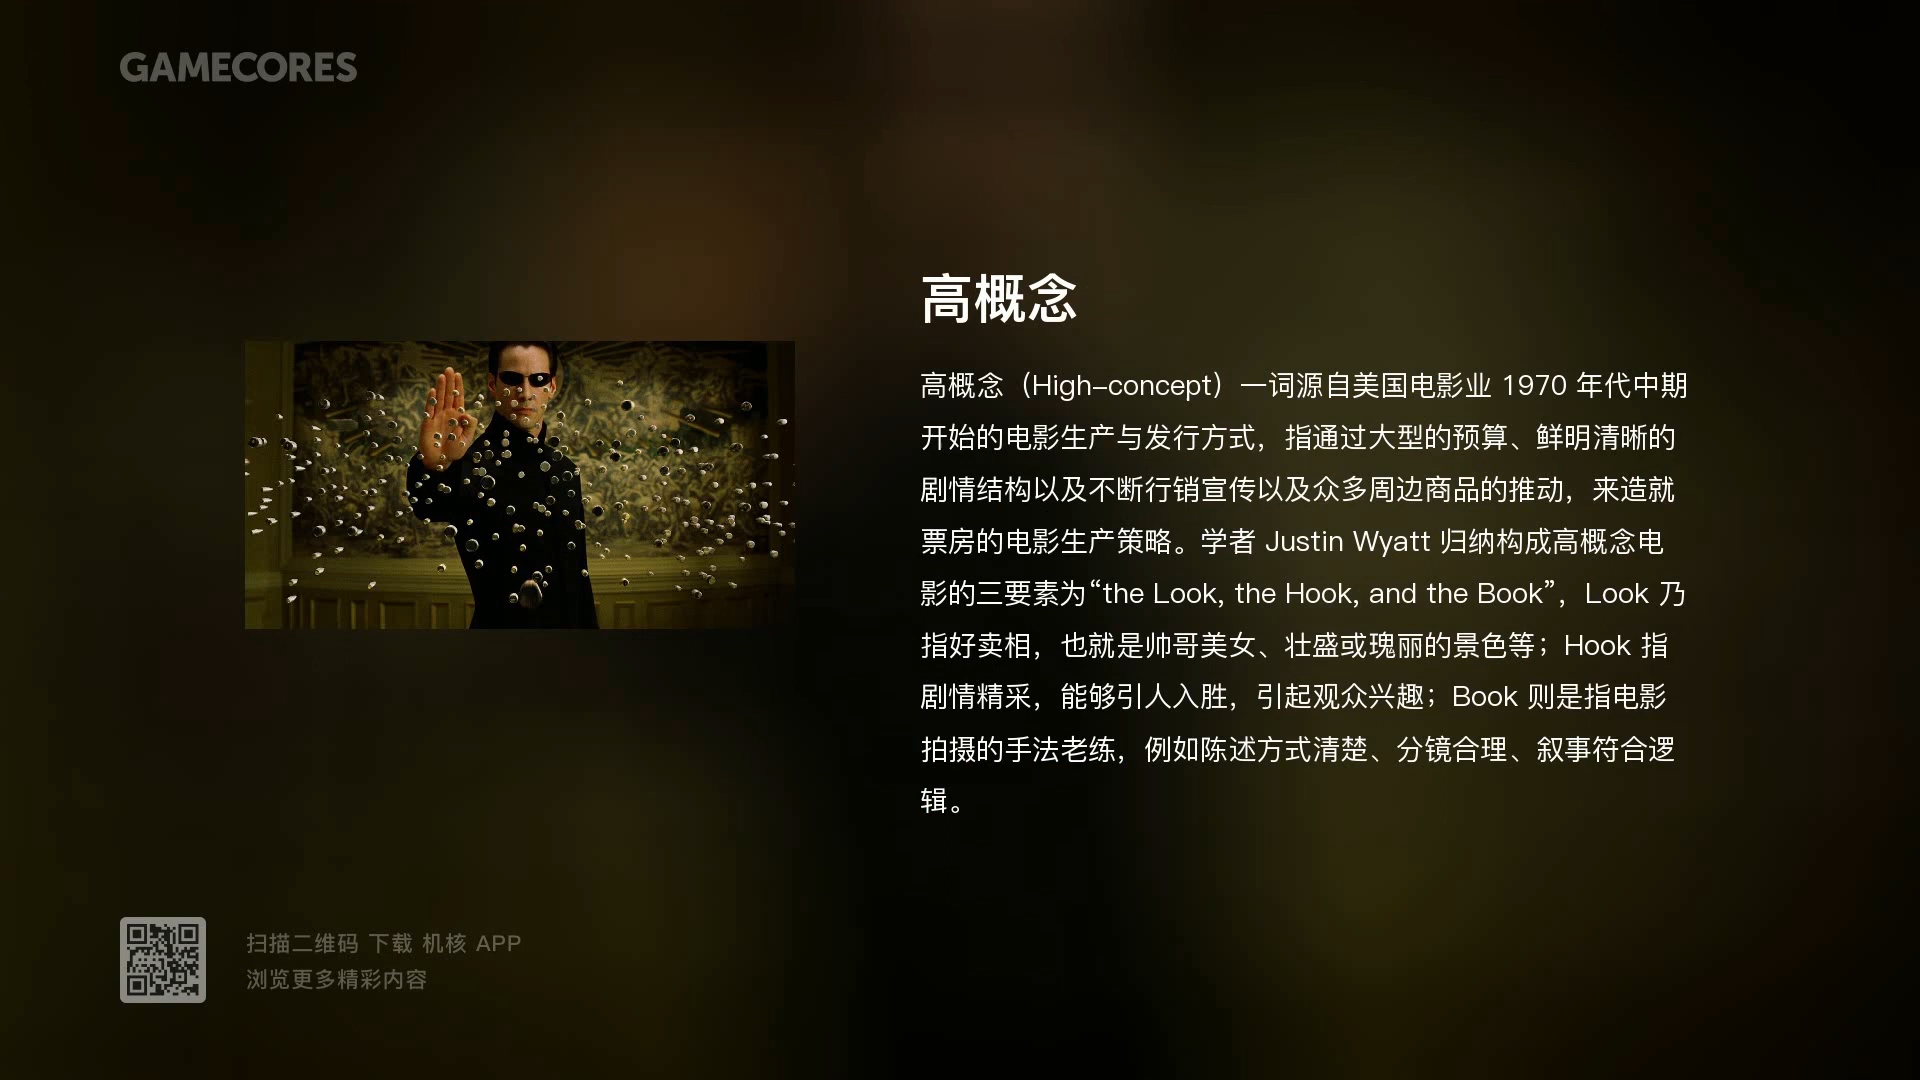 GAMECORES
高概念
高概念（High-concept）一词源自美国电影业 1970 年代中期
开始的电影生产与发行方式，指通过大型的预算、鲜明清晰的
剧情结构以及不断行销宣传以及众多周边商品的推动，来造就
票房的电影生产策略。学者 Justin Wyatt 归纳构成高概念电
影的三要素为“the Look, the Hook, and the Book”，Look 乃
指好卖相，也就是帅哥美女、壮盛或瑰丽的景色等；Hook 指
剧情精采，能够引人入胜，引起观众兴趣；Book 则是指电影
拍摄的手法老练，例如陈述方式清楚、分镜合理、叙事符合逻
辑。
扫描二维码 下载 机核 APP
浏览更多精彩内容